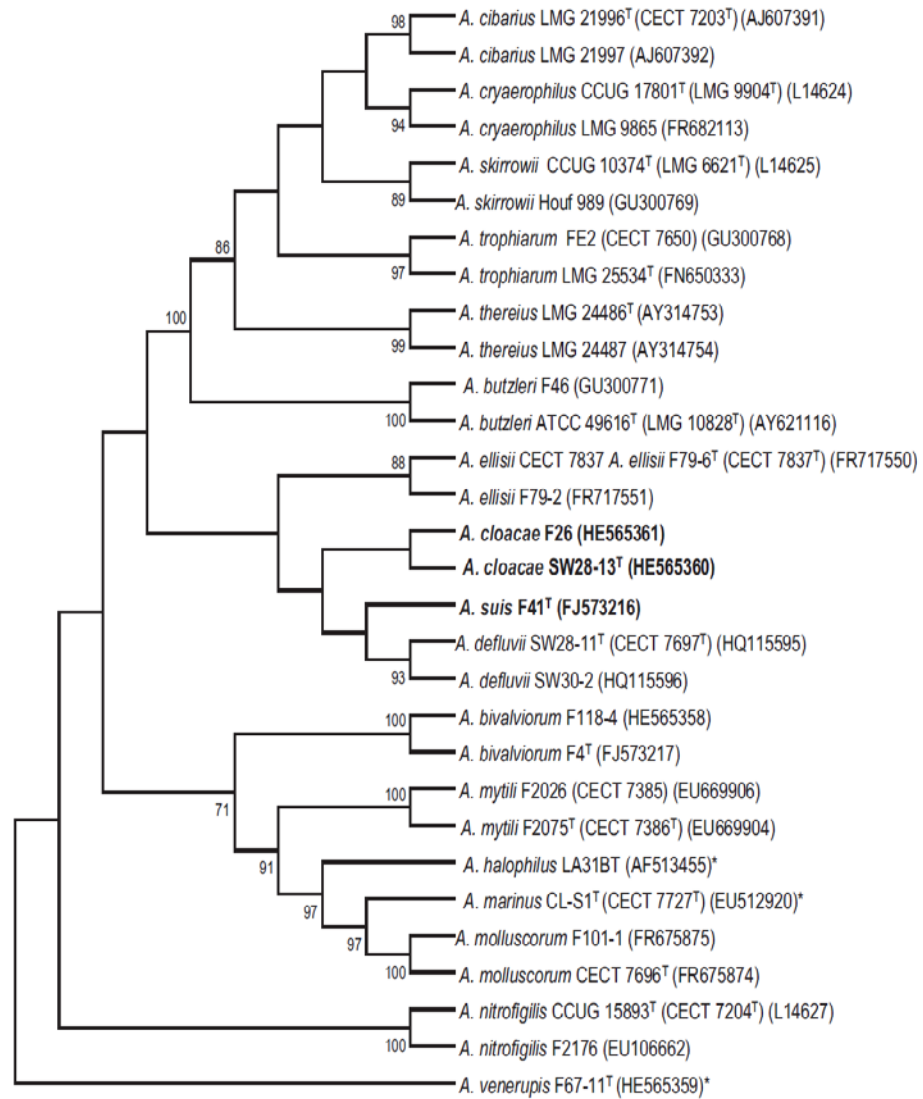 98
A. cibarius LMG 21996ᵀ (CECT 7203ᵀ) (AJ607391)
A. cibarius LMG 21997 (AJ607392)
A. cryaerophilus CCUG 17801ᵀ (LMG 9904ᵀ) (L14624)
94
A. cryaerophilus LMG 9865 (FR682113)
A. skirrowii CCUG 10374ᵀ (LMG 6621ᵀ) (L14625)
89
A. skirrowii Houf 989 (GU300769)
86
A. trophiarum FE2 (CECT 7650) (GU300768)
97
A. trophiarum LMG 25534ᵀ (FN650333)
100
A. thereius LMG 24486ᵀ (AY314753)
99
A. thereius LMG 24487 (AY314754)
A. butzleri F46 (GU300771)
100
A. butzleri ATCC 49616ᵀ (LMG 10828ᵀ) (AY621116)
88
A. ellisii CECT 7837 A. ellisii F79-6ᵀ (CECT 7837ᵀ) (FR717550)
A. ellisii F79-2 (FR717551)
A. cloacae F26 (HE565361)
A. cloacae SW28-13ᵀ (HE565360)
A. suis F41ᵀ (FJ573216)
A. defluvii SW28-11ᵀ (CECT 7697ᵀ) (HQ115595)
93
A. defluvii SW30-2 (HQ115596)
100
A. bivalviorum F118-4 (HE565358)
A. bivalviorum F4ᵀ (FJ573217)
71
100
A. mytili F2026 (CECT 7385) (EU669906)
A. mytili F2075ᵀ (CECT 7386ᵀ) (EU669904)
91
A. halophilus LA31BT (AF513455)*
97
A. marinus CL-S1ᵀ (CECT 7727ᵀ) (EU512920)*
97
A. molluscorum F101-1 (FR675875)
100
A. molluscorum CECT 7696ᵀ (FR675874)
A. nitrofigilis CCUG 15893ᵀ (CECT 7204ᵀ) (L14627)
100
A. nitrofigilis F2176 (EU106662)
A. venerupis F67-11ᵀ (HE565359)*